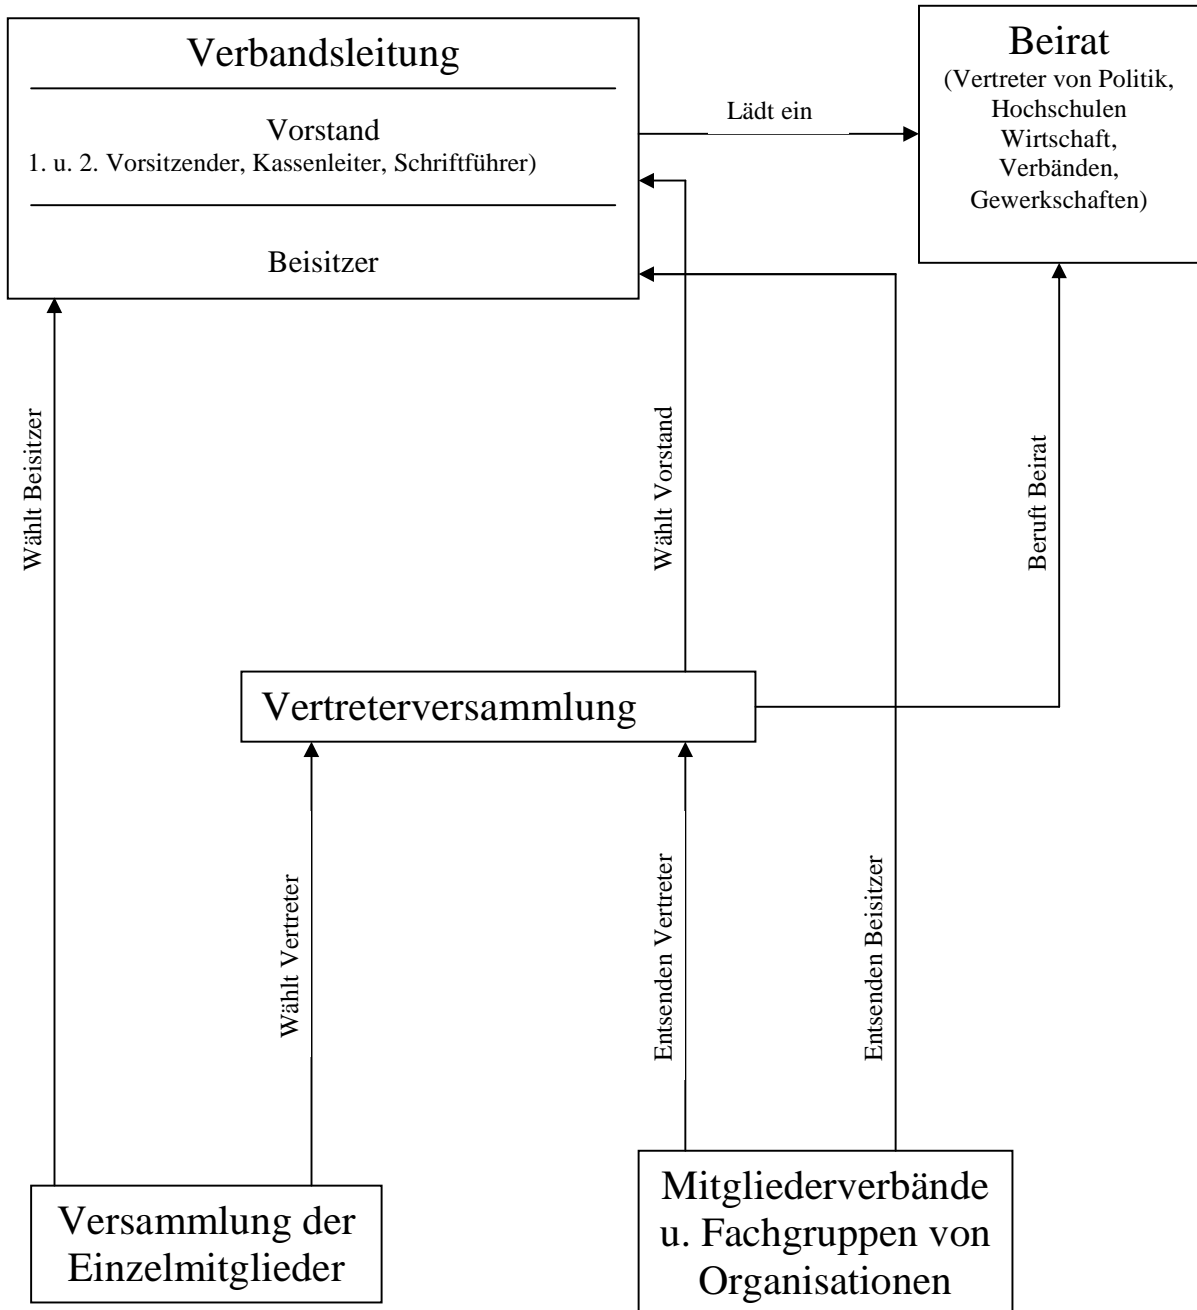 Verbandsleitung
Vorstand
1. u. 2. Vorsitzender, Kassenleiter, Schriftführer)
Beisitzer
Lädt ein
Beirat
(Vertreter von Politik,
Hochschulen
Wirtschaft,
Verbänden,
Gewerkschaften)
Wählt Beisitzer
Wählt Vorstand
Beruft Beirat
Vertreterversammlung
Wählt Vertreter
Entsenden Vertreter
Entsenden Beisitzer
Versammlung der
Einzelmitglieder
Mitgliederverbände
u. Fachgruppen von
Organisationen